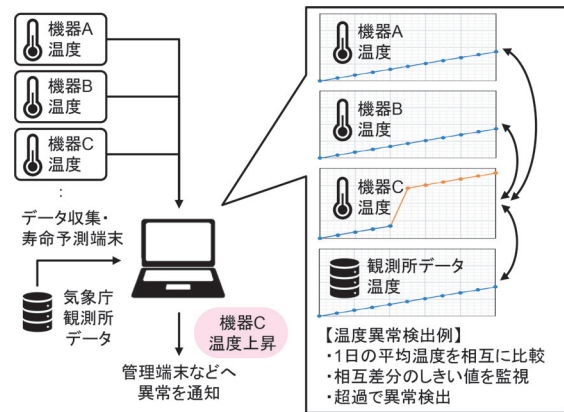 機器A
温度
機器B
温度
機器C
温度
:
データ収集・
寿命予測端末
気象庁
観測所
データ
機器C
温度上昇
管理端末などへ
異常を通知
機器A
温度
機器B
温度
機器C
温度
観測所データ
温度
【温度異常検出例】
・1日の平均温度を相互に比較
・相互差分のしきい値を監視
・超過で異常検出